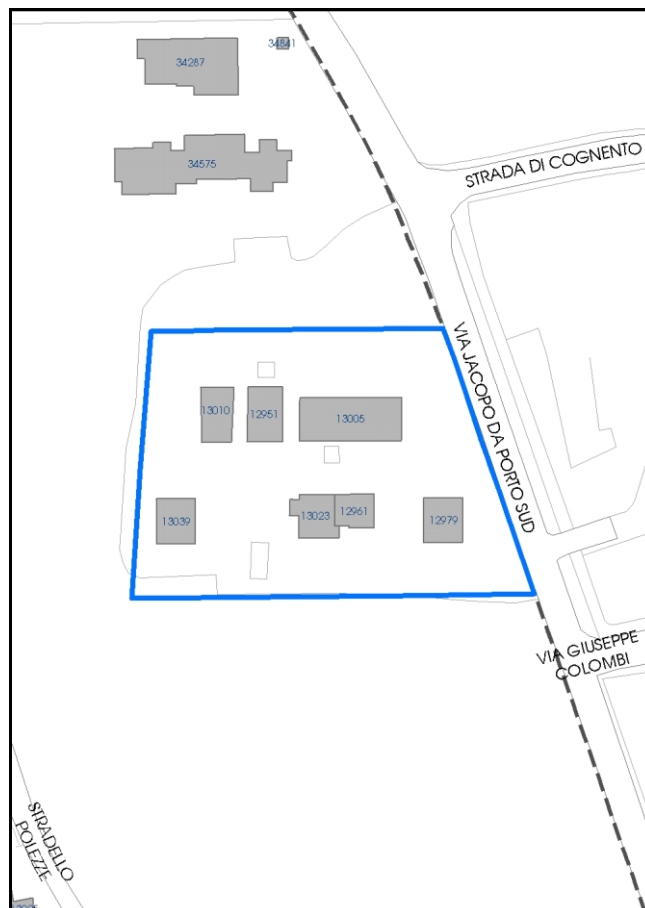 34841
34287
34575
STRADA DI COGNENTO
VIA JACOPO DA PORTO SUD
13010
12951
13005
13039
13023
12961
12979
VIA GIUSEPPE
COLOMBI
STRADELLO
POLEZZE